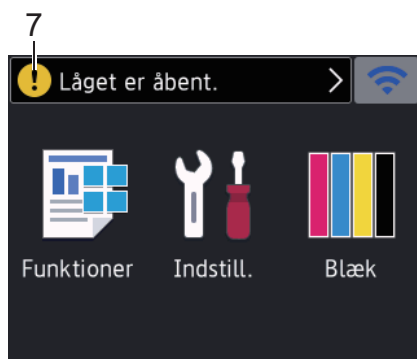 7
Låget er åbent.
Funktioner
Indstill.
Blæk